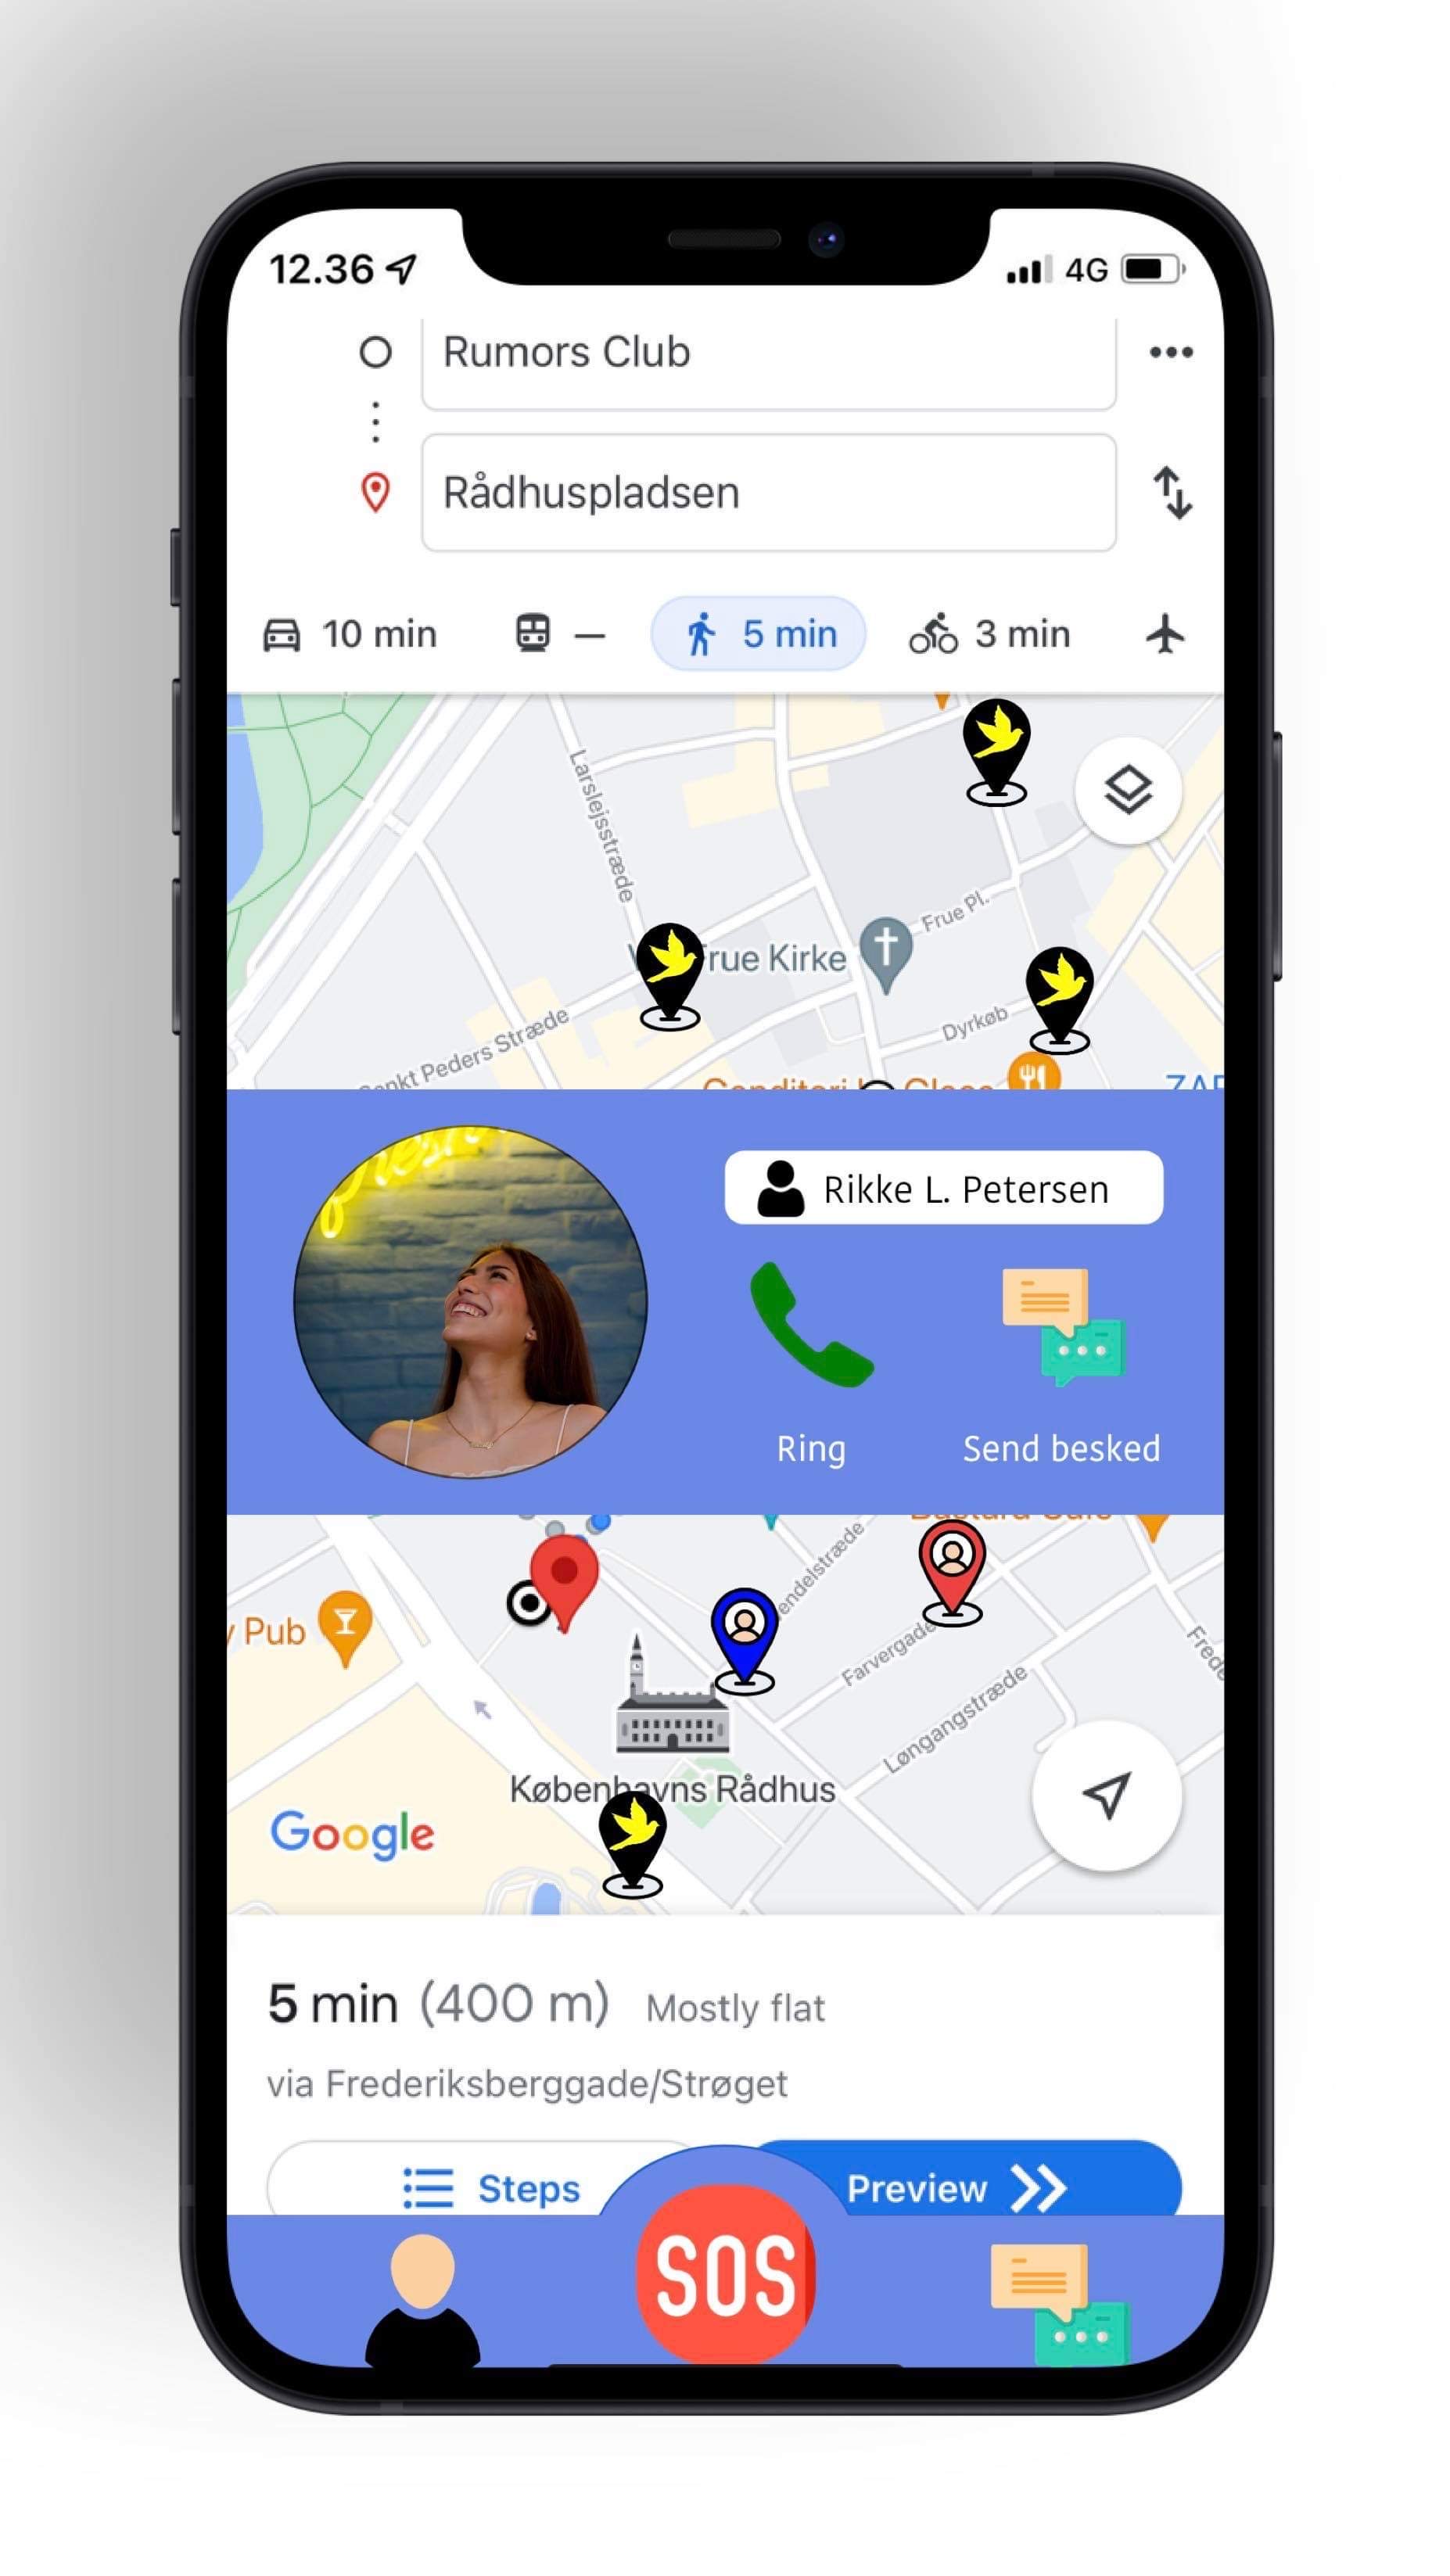 12.36
4G
Rumors Club
Rådhuspladsen
10 min
—
5 min
3 min
Larslejsstræde
Frue Pl.
rue Kirke
Dyrkøb
Peders Stræde
Rikke L. Petersen
Ring
Send besked
Pub
Farvergade
Løngangstræde
Københavns Rådhus
Google
5 min (400 m) Mostly flat
via Frederiksberggade/Strøget
Steps
Preview
SOS